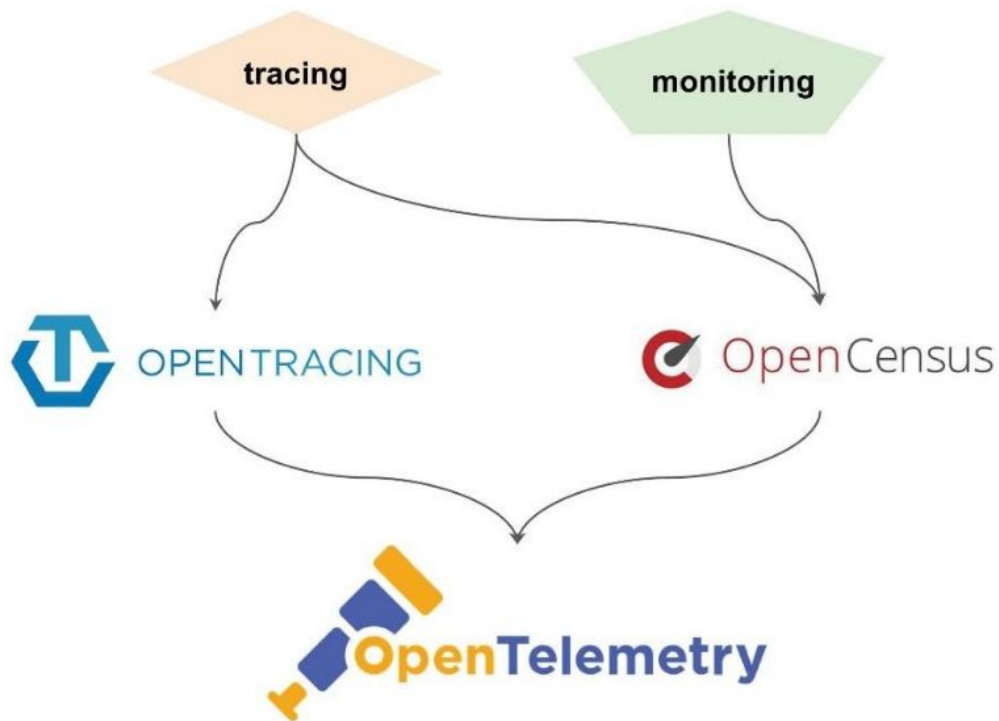 tracing
monitoring
OPENTRACING
OpenCensus
OpenTelemetry